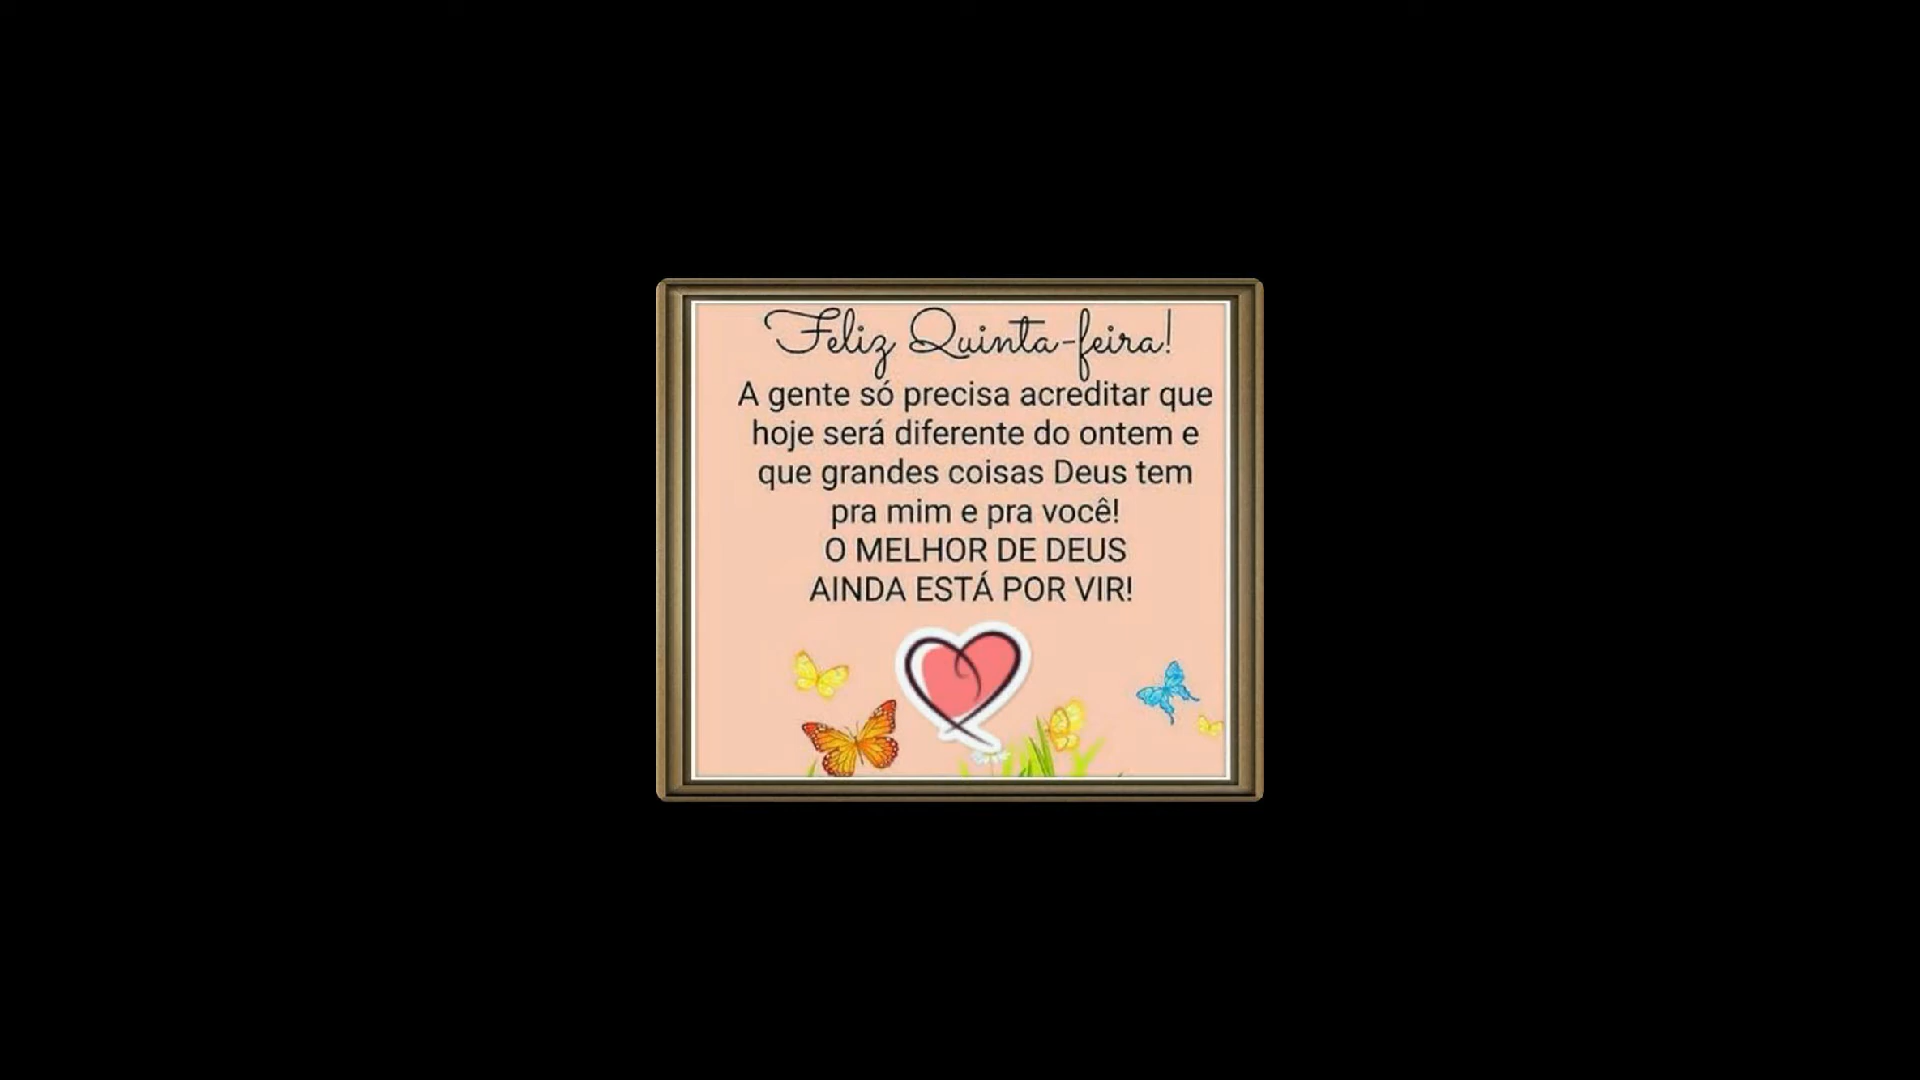 Feliz Quinta-feira!
A gente só precisa acreditar que
hoje será diferente do ontem e
que grandes coisas Deus tem
pra mim e pra você!
O MELHOR DE DEUS
AINDA ESTÁ POR VIR!